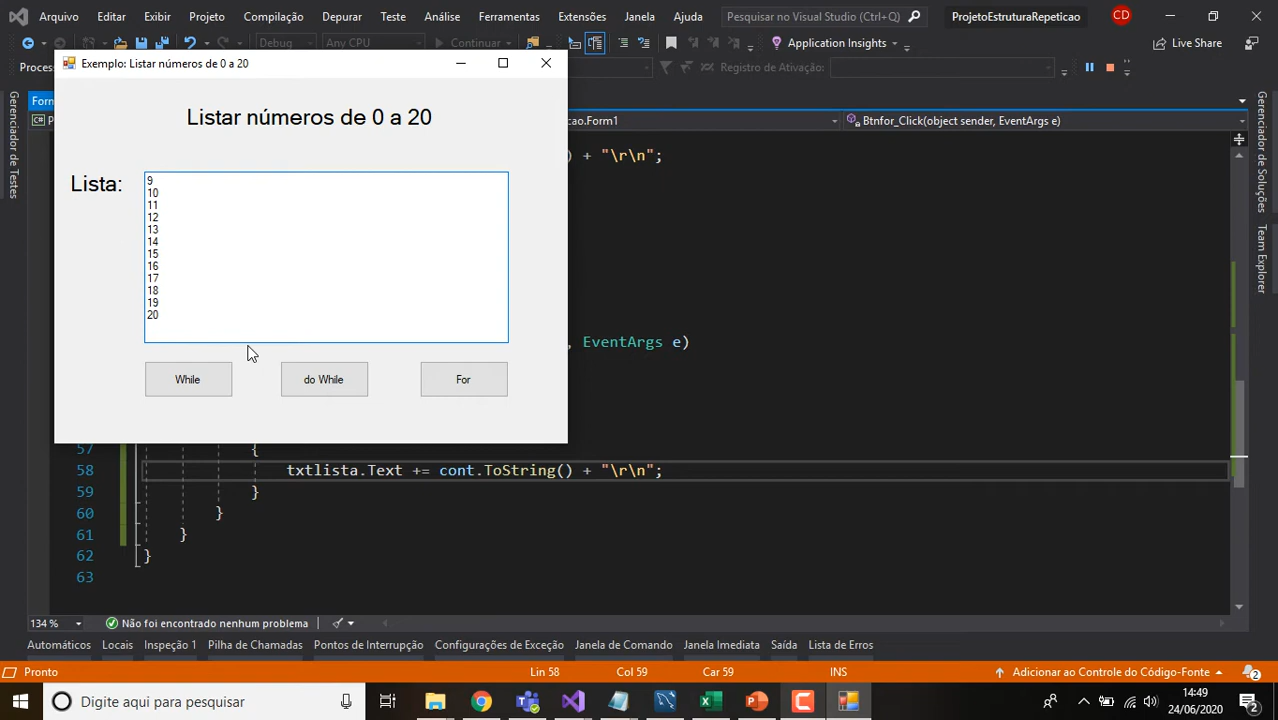 Arquivo Editar Exibir Projeto Compilação Depurar Teste Análise Ferramentas Extensões Janela Ajuda Pesquisar no Visual Studio (Ctrl+Q) ProjetoEstruturaRepeticao CD
Debug Any CPU Continuar Application Insights Live Share
Proces Registro de Ativação:
Exemplo: Listar números de 0 a 20
Form
cao.Form1 Btnfor_Click(object sender, EventArgs e)
Gerenciador de Testes
Gerenciador de Soluções
Team Explorer
Listar números de 0 a 20
) + "\r\n";
Lista:
9
10
11
12
13
14
15
16
17
18
19
20
, EventArgs e)
While do While For
57 {
58 txtlista.Text += cont.ToString() + "\r\n";
59 }
60 }
61 }
62 }
63
134 % Não foi encontrado nenhum problema
Automáticos Locais Inspeção 1 Pilha de Chamadas Pontos de Interrupção Configurações de Exceção Janela de Comando Janela Imediata Saída Lista de Erros
Pronto Lin 58 Col 59 Car 59 INS Adicionar ao Controle do Código-Fonte 2
Digite aqui para pesquisar 14:49
24/06/2020 2